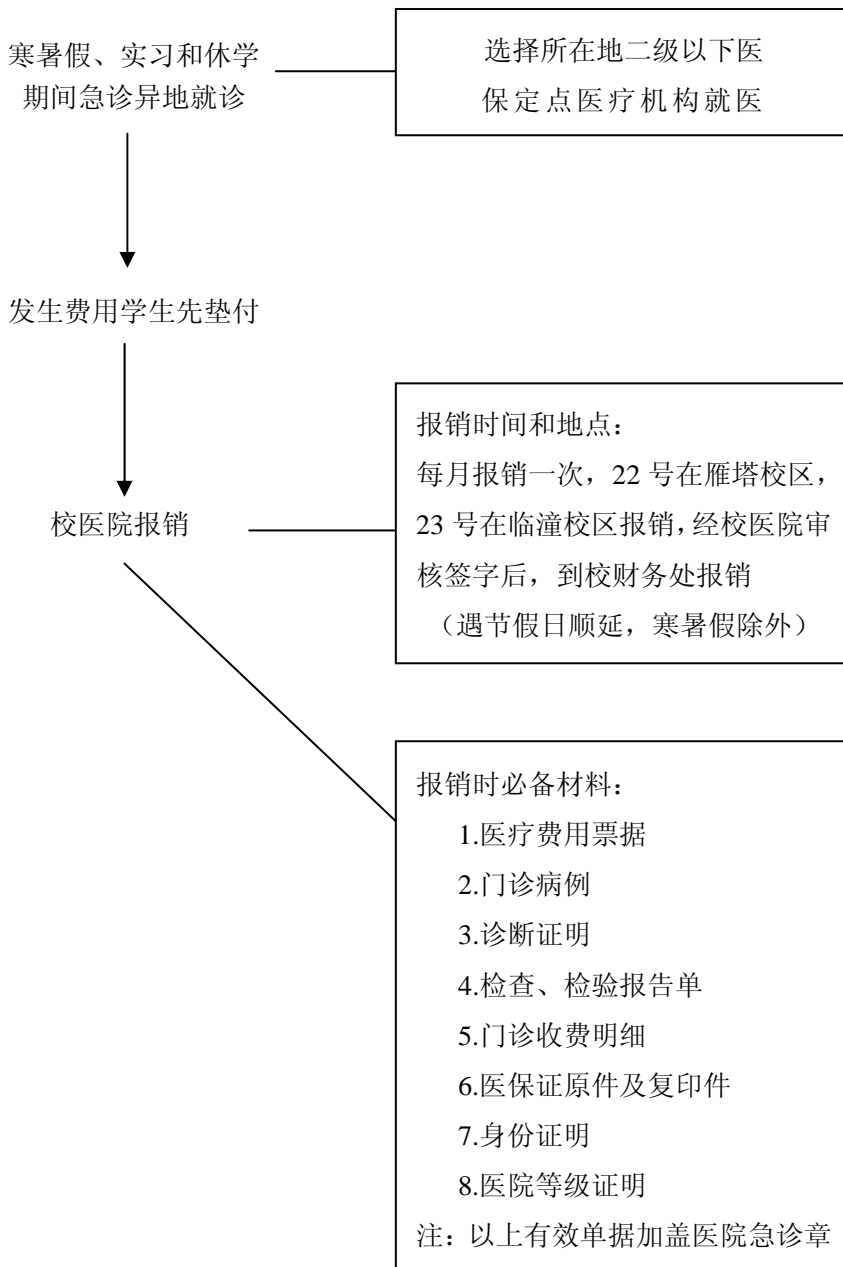 寒暑假、实习和休学
期间急诊异地就诊
选择所在地二级以下医
保定点医疗机构就医
发生费用学生先垫付
校医院报销
报销时间和地点：
每月报销一次，22 号在雁塔校区，
23 号在临潼校区报销，经校医院审
核签字后，到校财务处报销
（遇节假日顺延，寒暑假除外）
报销时必备材料：
1.医疗费用票据
2.门诊病例
3.诊断证明
4.检查、检验报告单
5.门诊收费明细
6.医保证原件及复印件
7.身份证明
8.医院等级证明
注：以上有效单据加盖医院急诊章